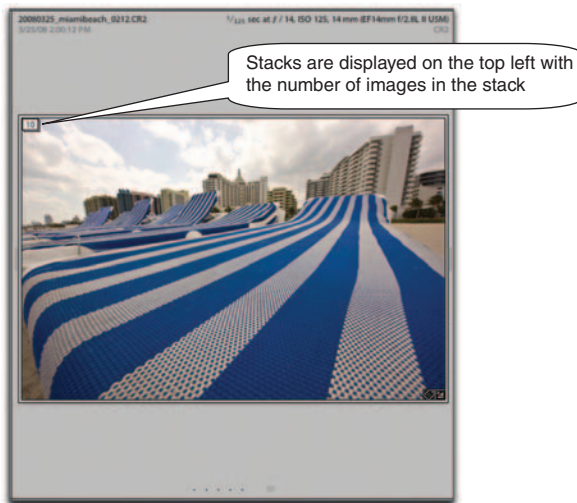 20080325_miamibeach_0212.CR2
1/125 sec at ƒ / 14, ISO 125, 14 mm (EF14mm f/2.8L II USM)
3/25/08 2:00:12 PM
CR2
Stacks are displayed on the top left with
the number of images in the stack
10